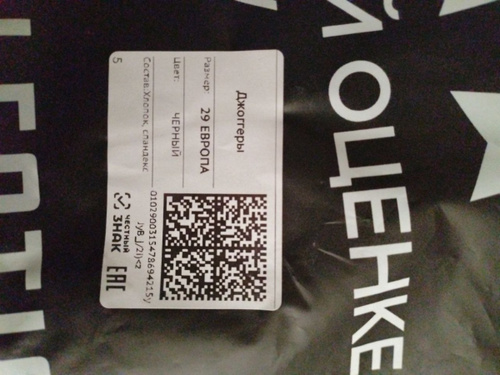 Й ОЦЕНКЕ
Джоггеры
Размер: 29 ЕВРОПА
Цвет: ЧЕРНЫЙ
Состав: Хлопок, спандекс
5
ЧЕСТНЫЙ
ЗНАК
EAC